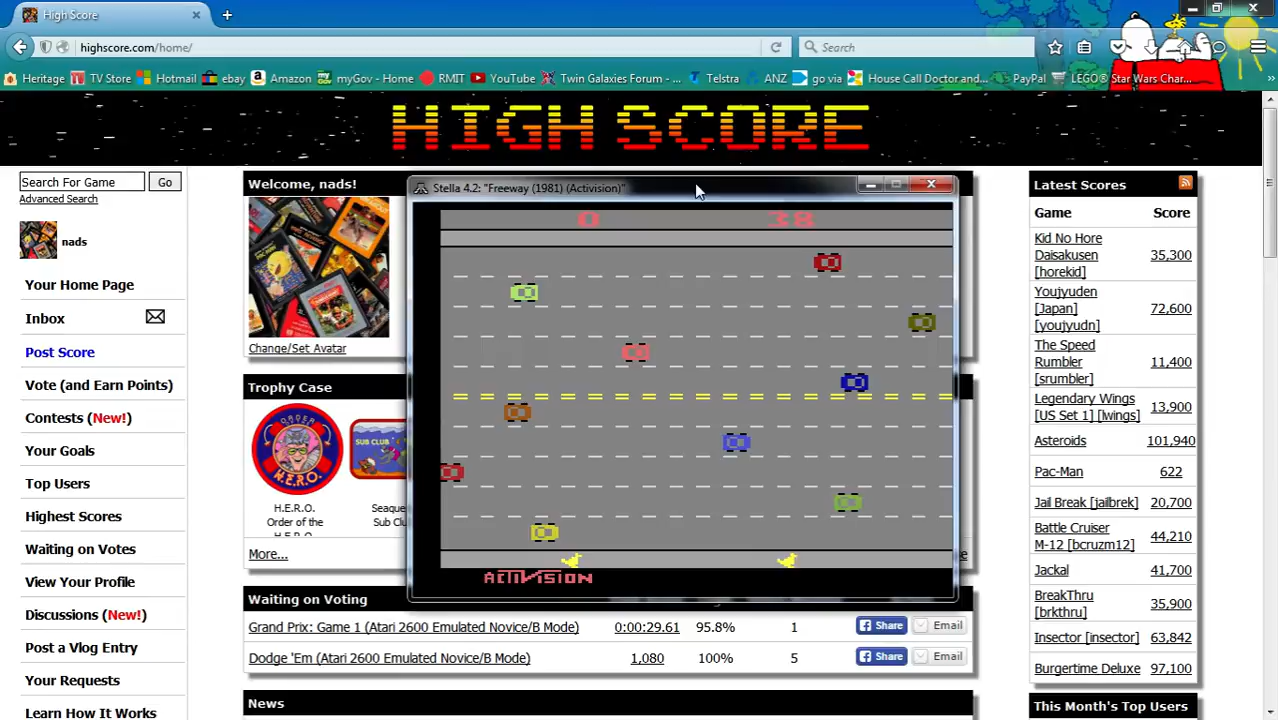 High Score
highscore.com/home/
Search
Heritage TV Store Hotmail ebay Amazon myGov - Home RMIT YouTube Twin Galaxies Forum - ... Telstra ANZ go via House Call Doctor and... PayPal LEGO® Star Wars Char...
HIGH SCORE
Search For Game Go
Advanced Search
nads
Your Home Page
Inbox
Post Score
Vote (and Earn Points)
Contests (New!)
Your Goals
Top Users
Highest Scores
Waiting on Votes
View Your Profile
Discussions (New!)
Post a Vlog Entry
Your Requests
Learn How It Works
Welcome, nads!
Change/Set Avatar
Trophy Case
ORDER
H.E.R.O.
SUB CLUB
H.E.R.O.
Order of the
Seaque
Sub Cl
More...
Stella 4.2: "Freeway (1981) (Activision)"
0 38
ACTIVISION
Waiting on Voting
Grand Prix: Game 1 (Atari 2600 Emulated Novice/B Mode) 0:00:29.61 95.8% 1 Share Email
Dodge 'Em (Atari 2600 Emulated Novice/B Mode) 1,080 100% 5 Share Email
News
Latest Scores
Game Score
Kid No Hore
Daisakusen
[horekid] 35,300
Youjyuden
[Japan]
[youjyudn] 72,600
The Speed
Rumbler
[srumbler] 11,400
Legendary Wings
[US Set 1] [lwings] 13,900
Asteroids 101,940
Pac-Man 622
Jail Break [jailbrek] 20,700
Battle Cruiser
M-12 [bcruzm12] 44,210
Jackal 41,700
BreakThru
[brkthru] 35,900
Insector [insector] 63,842
Burgertime Deluxe 97,100
This Month's Top Users